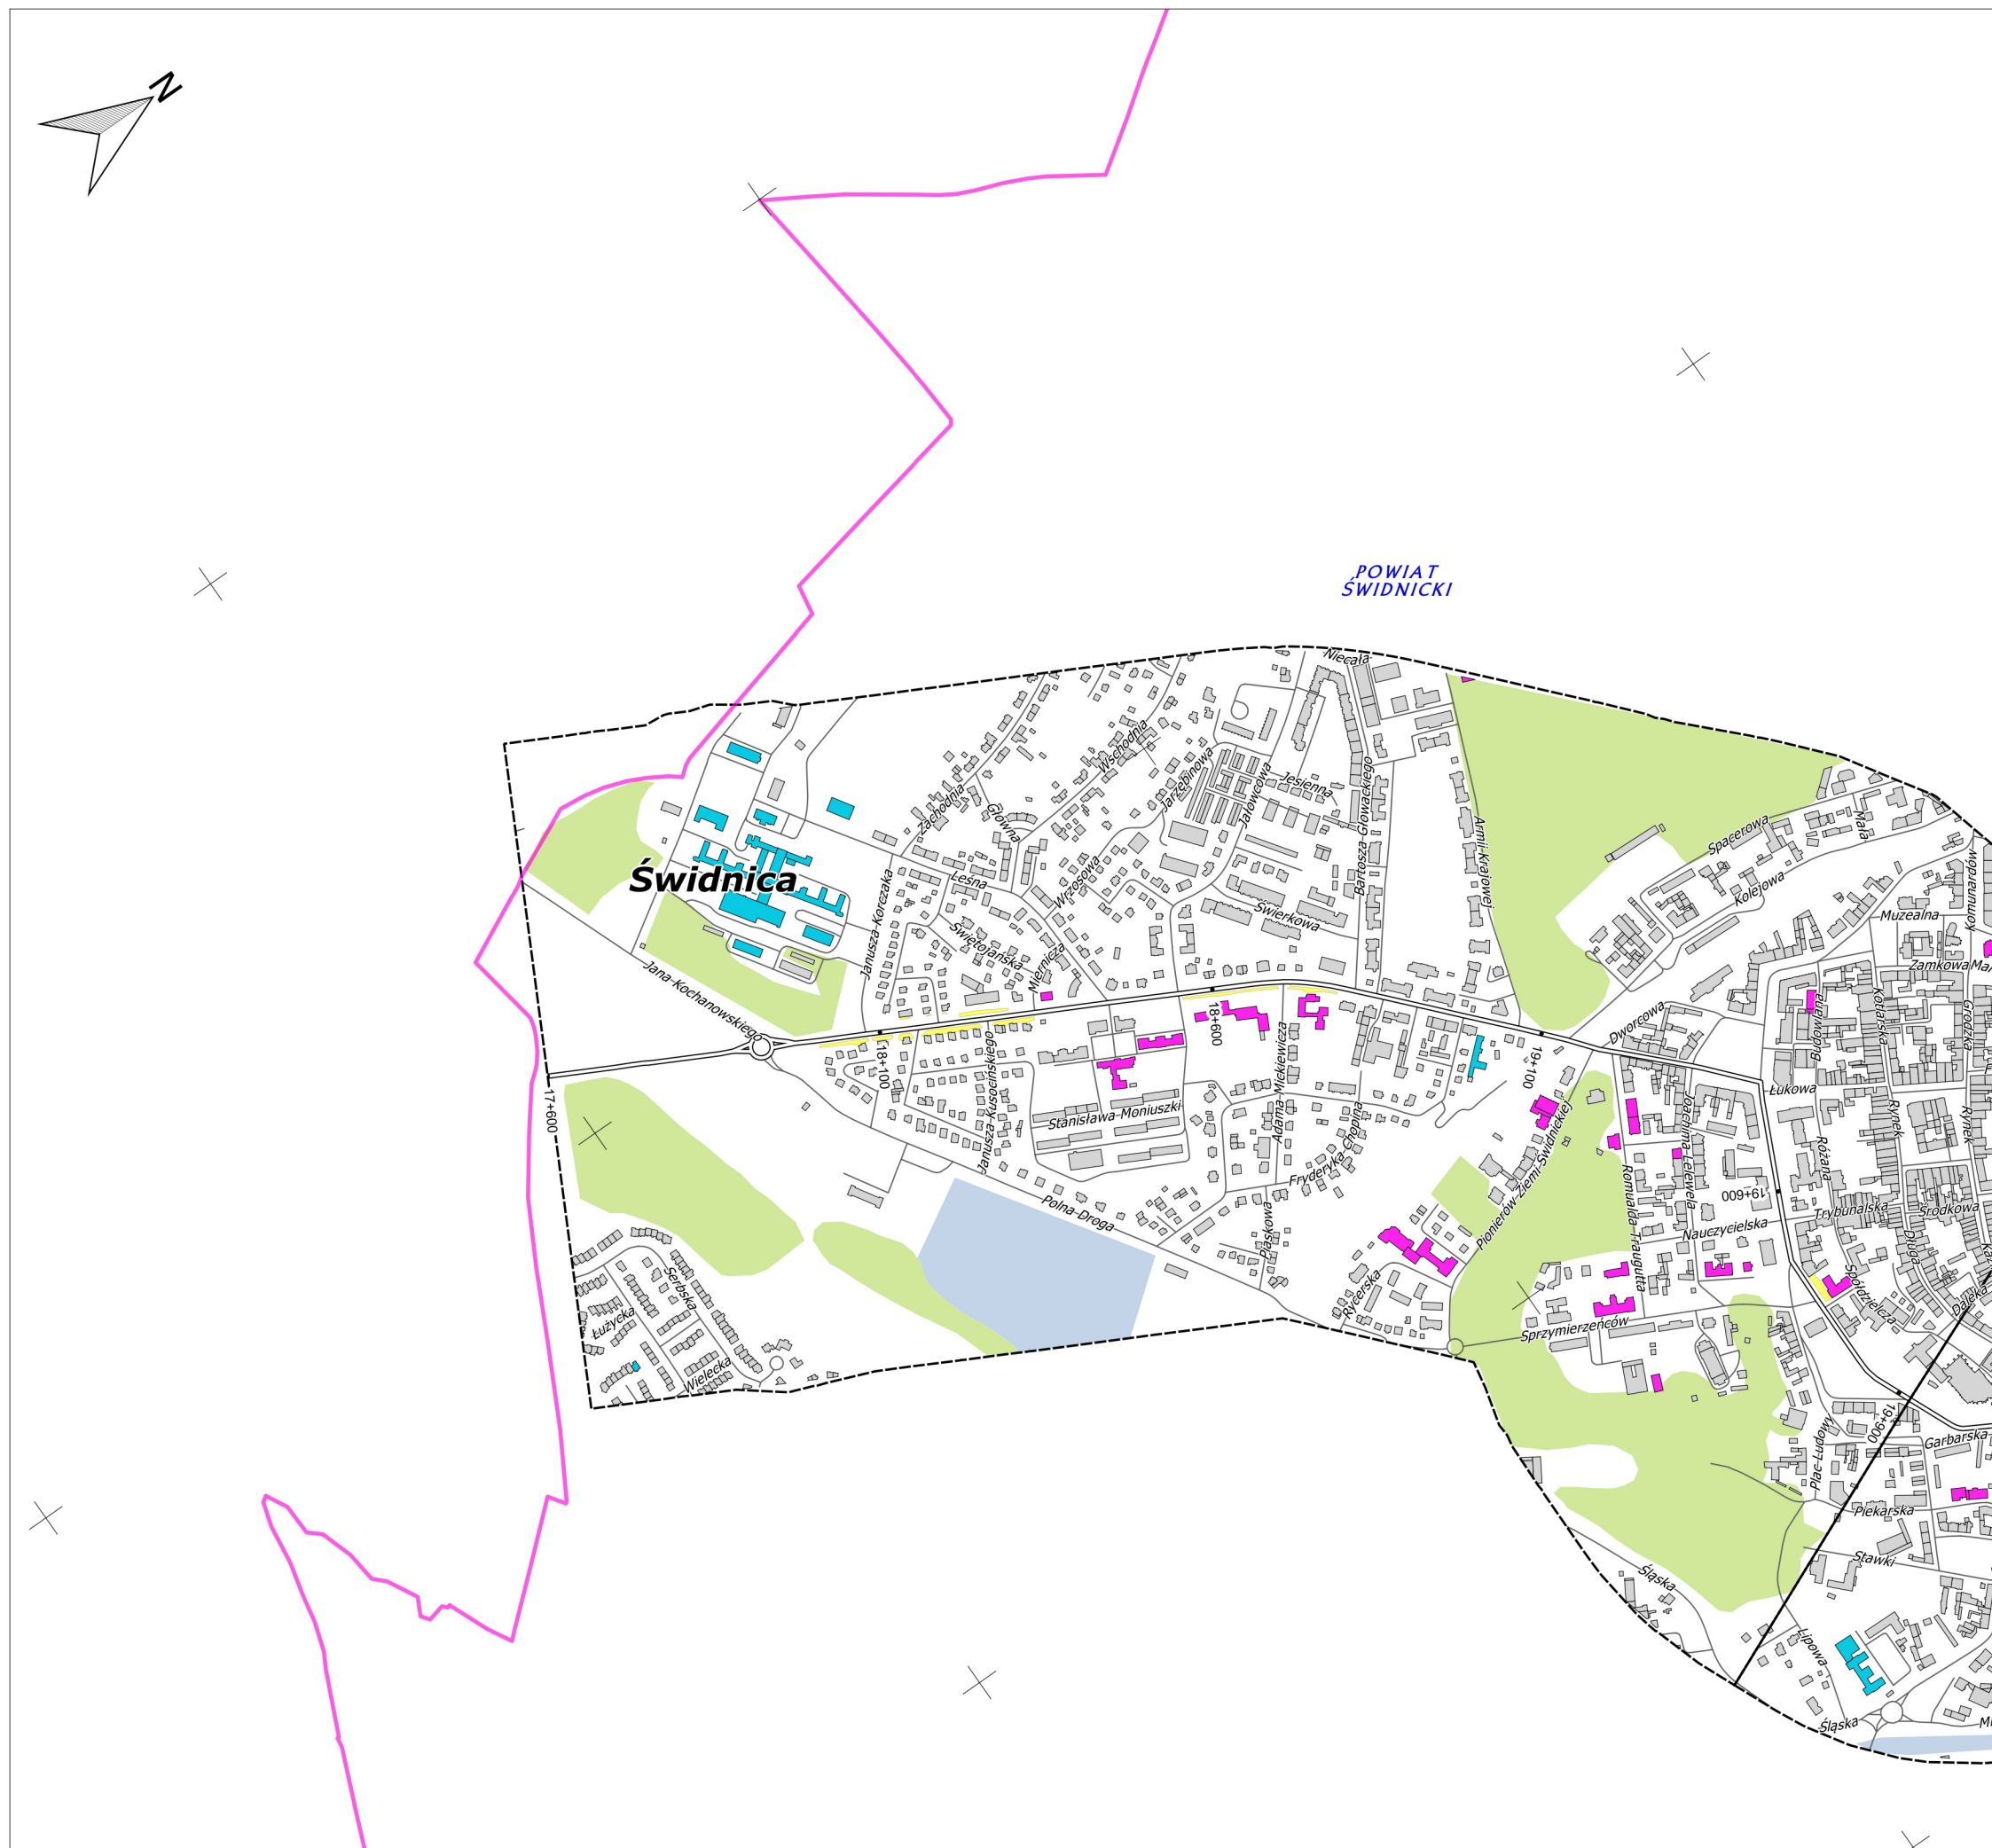 N
POWIAT
ŚWIDNICKI
Niecała
Wschodnia
Jarzębinowa
Jałowcowa
Jesienna
Bartosza Głowackiego
Zachodnia
Główna
Armii Krajowej
Spacerowa
Mała
Świdnica
Leśna
Wrzosowa
Kolejowa
Komunardów
Janusza Korczaka
Świerkowa
Muzealna
Świętojańska
Miernicza
Zamkowa
Jana Kochanowskiego
Dworcowa
Budowlana
Kotlarska
Grodzka
17+600
18+100
18+600
19+100
Janusza Kusocińskiego
Stanisława Moniuszki
Adama Mickiewicza
Fryderyka Chopina
Pionierów Ziemi Świdnickiej
Joachima Lelewela
Łukowa
Rynek
Rynek
Różana
Romualda Traugutta
19+600
Trybunalska
Środkowa
Polna Droga
Piaskowa
Nauczycielska
Długa
Serbska
Łużycka
Wielecka
Rycerska
Sprzymierzeńców
Spółdzielcza
Daleka
19+900
Plac Ludowy
Garbarska
Piekarska
Stawki
Śląska
Lipowa
Śląska